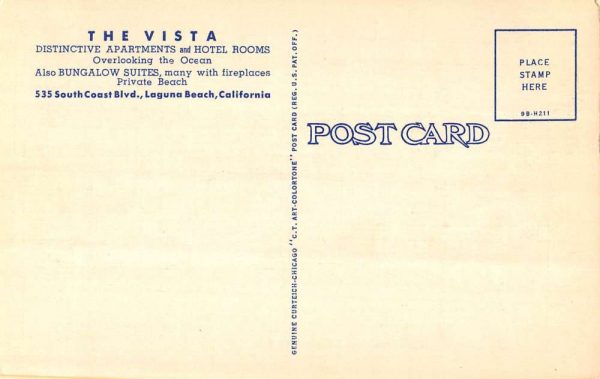 THE VISTA
DISTINCTIVE APARTMENTS and HOTEL ROOMS
Overlooking the Ocean
Also BUNGALOW SUITES, many with fireplaces
Private Beach
535 South Coast Blvd., Laguna Beach, California
GENUINE CURTEICH-CHICAGO "C.T. ART-COLORTONE" POST CARD (REG. U.S. PAT. OFF.)
POST CARD
PLACE
STAMP
HERE
9B-H211